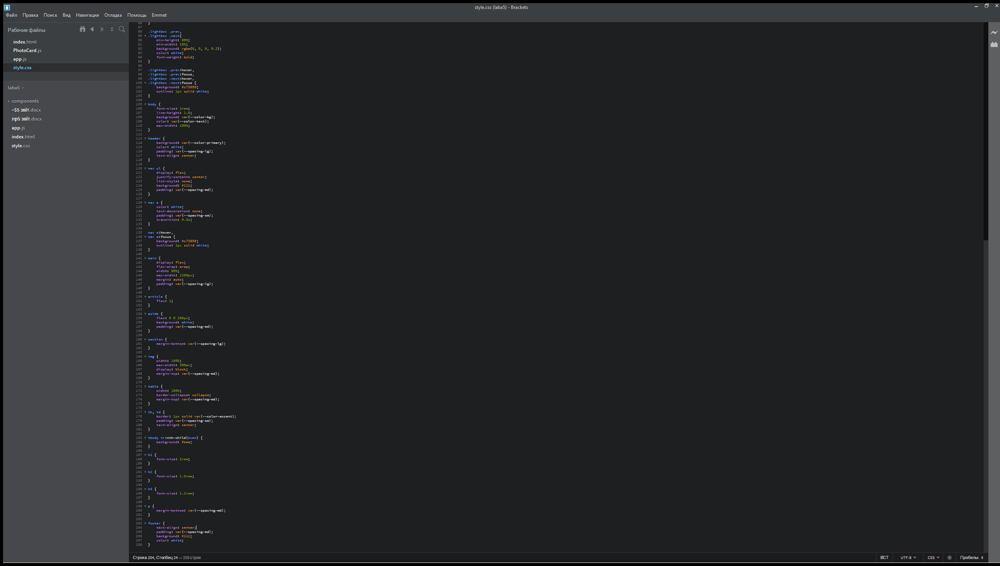 style.css (laba5) - Brackets
Файл Правка Поиск Вид Навигация Отладка Помощь Emmet
Рабочие файлы
index.html
PhotoCard.js
app.js
style.css
laba5
components
~$5 звіт.docx
лр5 звіт.docx
app.js
index.html
style.css
86 }
87
88 .lightbox .prev,
89 .lightbox .next{
90 min-height: 80%;
91 min-width: 10%;
92 background: rgba(0, 0, 0, 0.2);
93 color: white;
94 font-weight: bold;
95 }
96
97 .lightbox .prev:hover,
98 .lightbox .prev:focus,
99 .lightbox .next:hover,
100 .lightbox .next:focus {
101 background: #c73650;
102 outline: 1px solid white;
103 }
104
105 body {
106 font-size: 1rem;
107 line-height: 1.6;
108 background: var(--color-bg);
109 color: var(--color-text);
110 max-width: 100%;
111 }
112
113 header {
114 background: var(--color-primary);
115 color: white;
116 padding: var(--spacing-lg);
117 text-align: center;
118 }
119
120 nav ul {
121 display: flex;
122 justify-content: center;
123 list-style: none;
124 background: #111;
125 padding: var(--spacing-md);
126 }
127
128 nav a {
129 color: white;
130 text-decoration: none;
131 padding: var(--spacing-sm);
132 transition: 0.3s;
133 }
134
135 nav a:hover,
136 nav a:focus {
137 background: #c73650;
138 outline: 1px solid white;
139 }
140
141 main {
142 display: flex;
143 flex-wrap: wrap;
144 width: 90%;
145 max-width: 1200px;
146 margin: auto;
147 padding: var(--spacing-lg);
148 }
149
150 article {
151 flex: 1;
152 }
153
154 aside {
155 flex: 0 0 280px;
156 background: white;
157 padding: var(--spacing-md);
158 }
159
160 section {
161 margin-bottom: var(--spacing-lg);
162 }
163
164 img {
165 width: 100%;
166 max-width: 300px;
167 display: block;
168 margin-top: var(--spacing-md);
169 }
170
171 table {
172 width: 100%;
173 border-collapse: collapse;
174 margin-top: var(--spacing-md);
175 }
176
177 th, td {
178 border: 1px solid var(--color-accent);
179 padding: var(--spacing-sm);
180 text-align: center;
181 }
182
183 tbody tr:nth-child(even) {
184 background: #eee;
185 }
186
187 h1 {
188 font-size: 2rem;
189 }
190
191 h2 {
192 font-size: 1.5rem;
193 }
194
195 h3 {
196 font-size: 1.2rem;
197 }
198
199 p {
200 margin-bottom: var(--spacing-md);
201 }
202
203 footer {
204 text-align: center;
205 padding: var(--spacing-md);
206 background: #111;
207 color: white;
208 }
Строка 204, Столбец 24 — 208 строк
ВСТ UTF-8 CSS Пробелы: 4